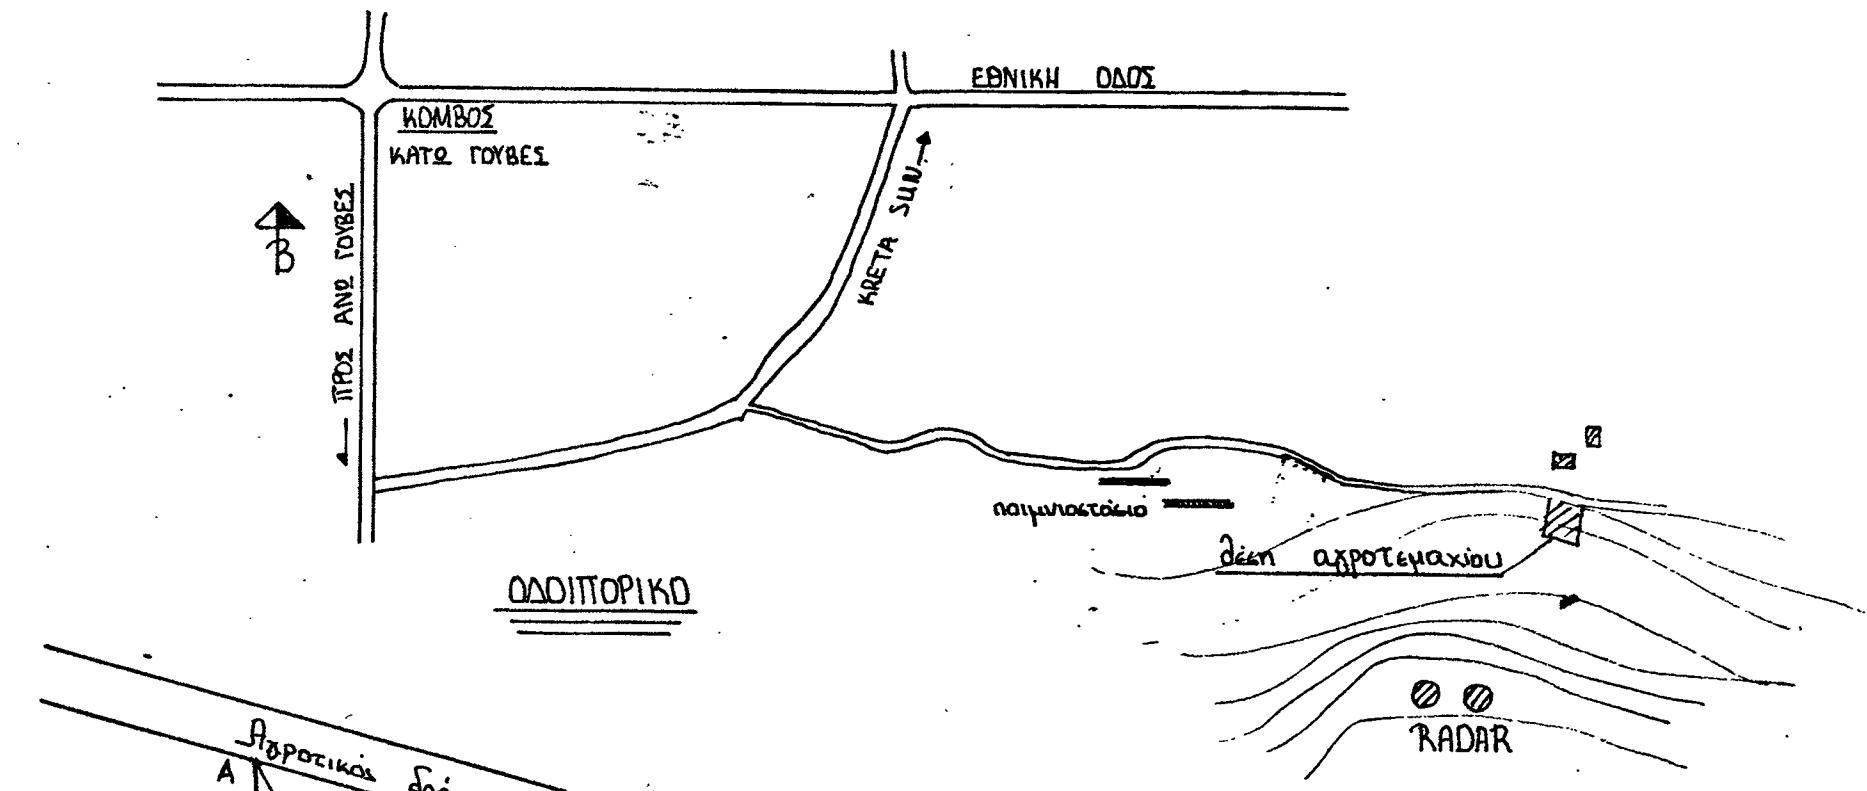 ΕΘΝΙΚΗ ΟΔΟΣ
ΚΟΜΒΟΣ
ΚΑΤΩ ΓΟΥΒΕΣ
Β
ΠΡΟΣ ΑΝΩ ΓΟΥΒΕΣ
KRETA SUN
ποιμνιοστάσιο
θέση αγροτεμαχίου
ΟΔΟΙΠΟΡΙΚΟ
RADAR
Αγροτικός
Α